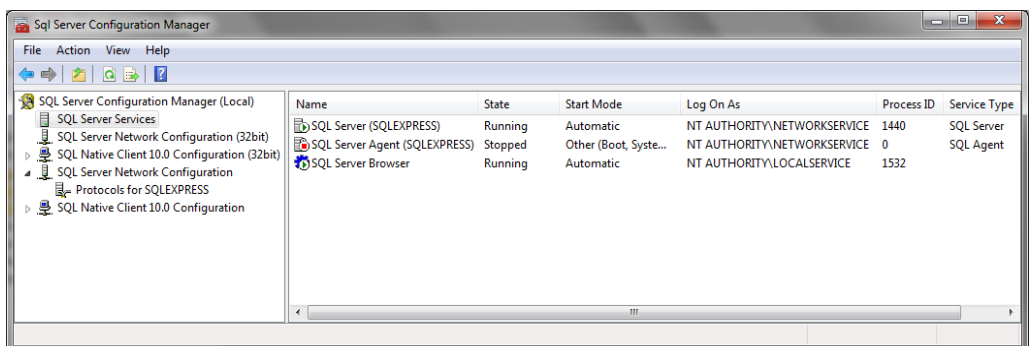 Sql Server Configuration Manager
File Action View Help
SQL Server Configuration Manager (Local)
SQL Server Services
SQL Server Network Configuration (32bit)
SQL Native Client 10.0 Configuration (32bit)
SQL Server Network Configuration
Protocols for SQLEXPRESS
SQL Native Client 10.0 Configuration
Name State Start Mode Log On As Process ID Service Type
SQL Server (SQLEXPRESS) Running Automatic NT AUTHORITY\NETWORKSERVICE 1440 SQL Server
SQL Server Agent (SQLEXPRESS) Stopped Other (Boot, Syste... NT AUTHORITY\NETWORKSERVICE 0 SQL Agent
SQL Server Browser Running Automatic NT AUTHORITY\LOCALSERVICE 1532